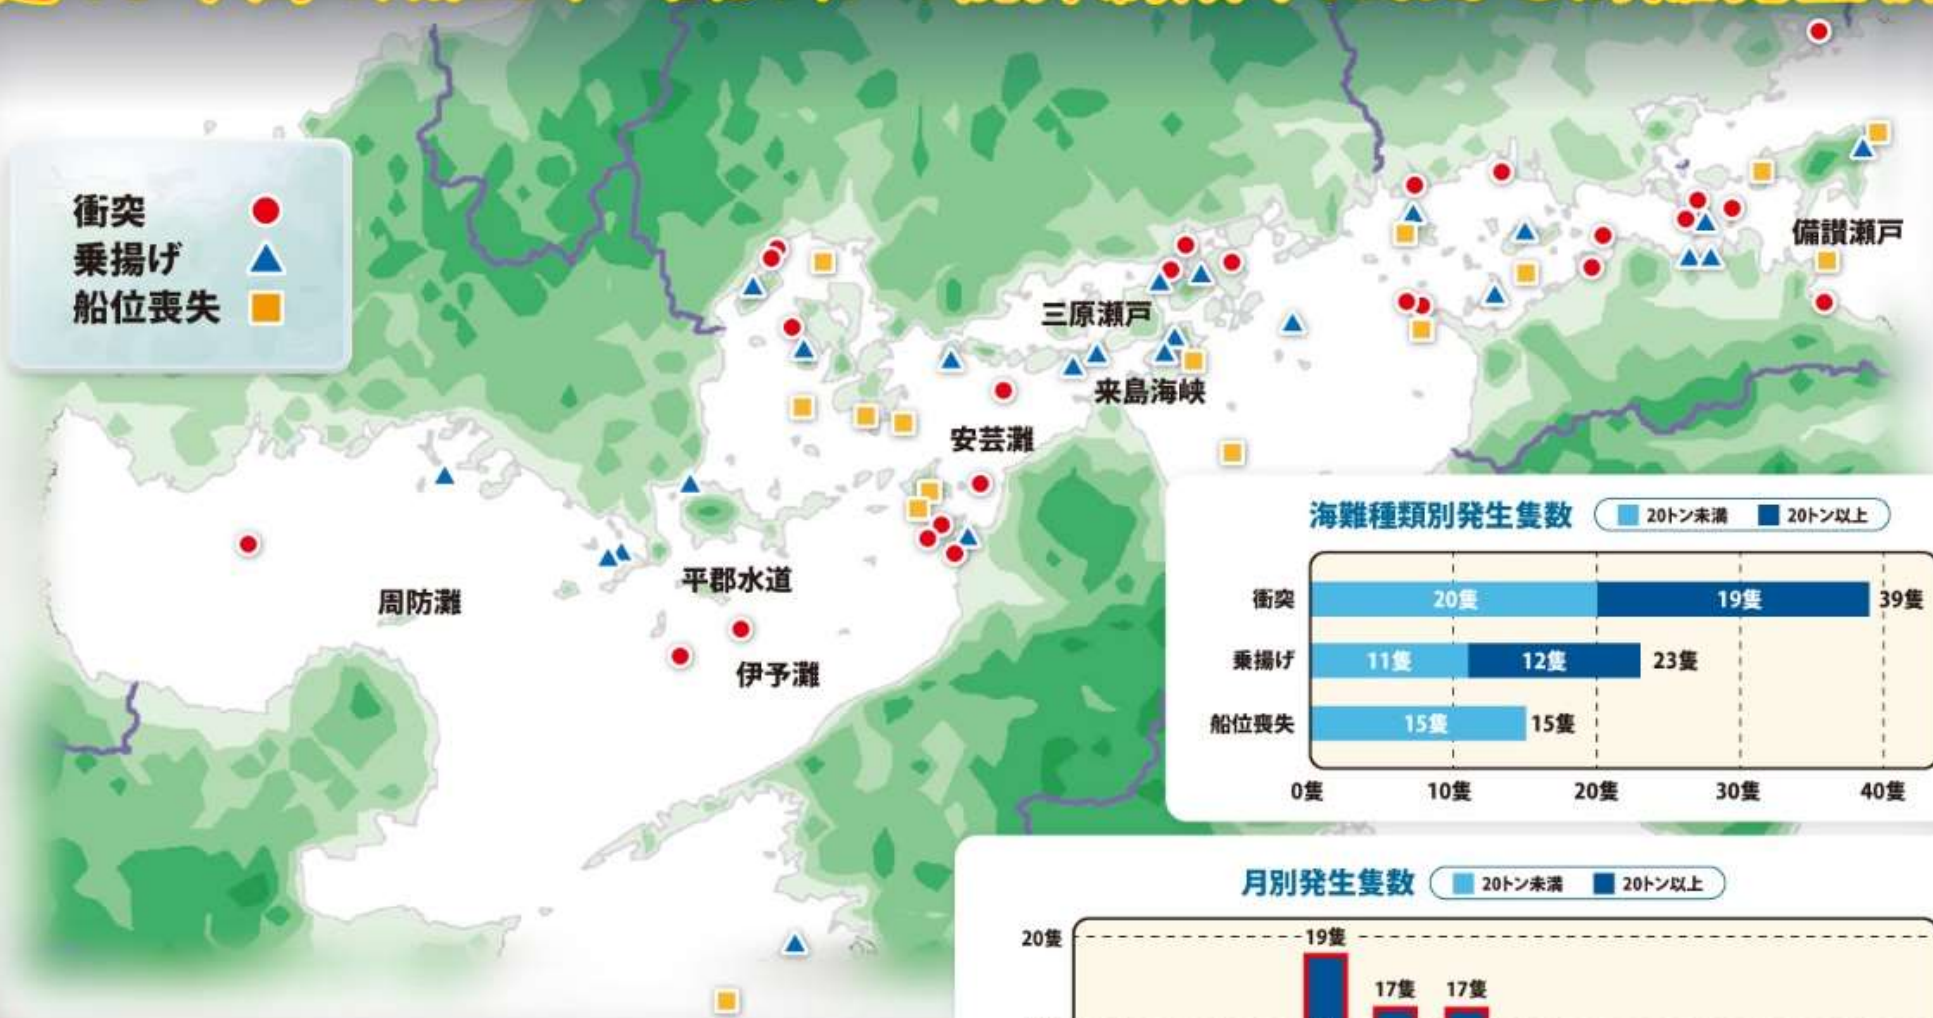 衝突
乗揚げ
船位喪失
備讃瀬戸
三原瀬戸
来島海峡
安芸灘
平郡水道
周防灘
伊予灘
海難種類別発生隻数 20トン未満 20トン以上
衝突 20隻 19隻 39隻
乗揚げ 11隻 12隻 23隻
船位喪失 15隻 15隻
0隻 10隻 20隻 30隻 40隻
月別発生隻数 20トン未満 20トン以上
20隻 19隻
17隻 17隻